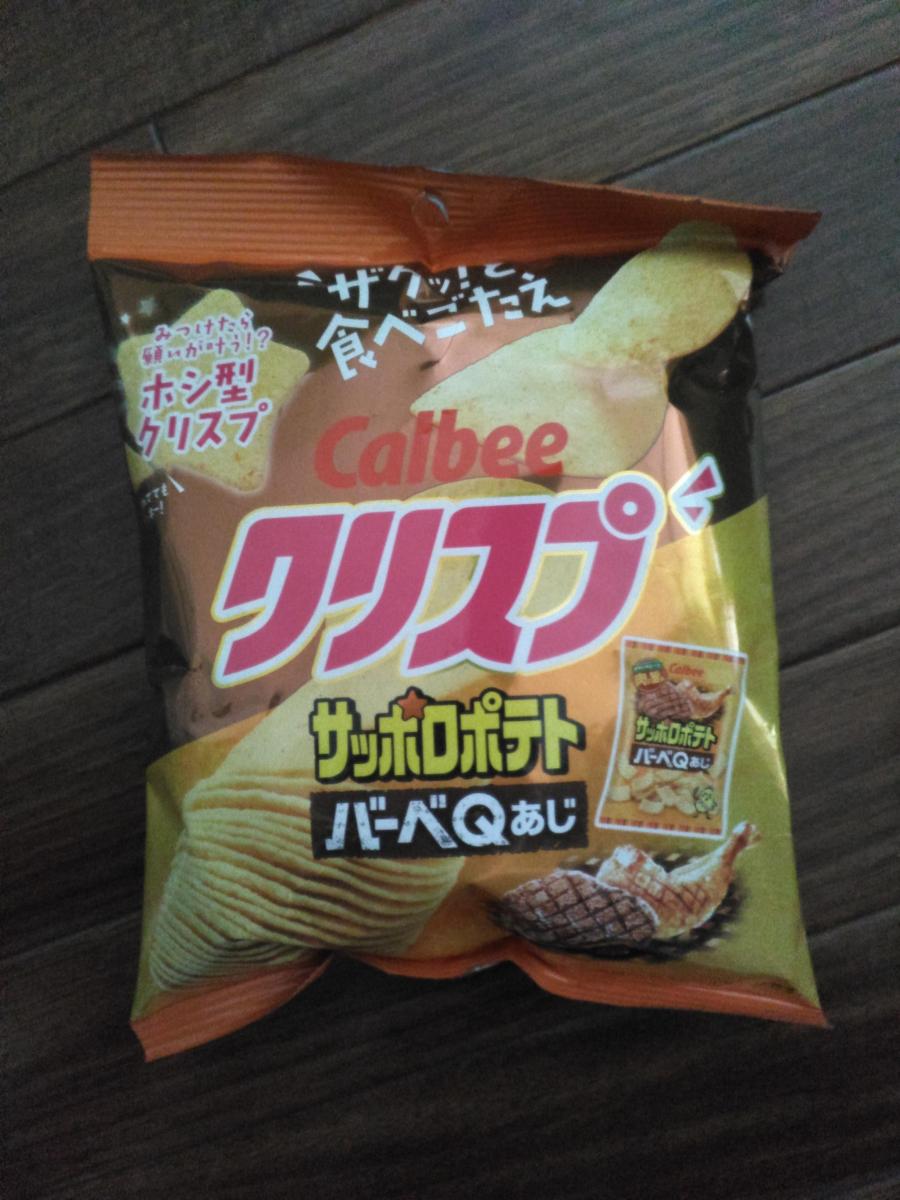 ザクッ!と
食べごたえ
みつけたら
願いが叶う!?
ホシ型
クリスプ
Calbee
クリスプ
サッポロポテト
バーベQあじ
Calbee
サッポロポテト
バーベQあじ